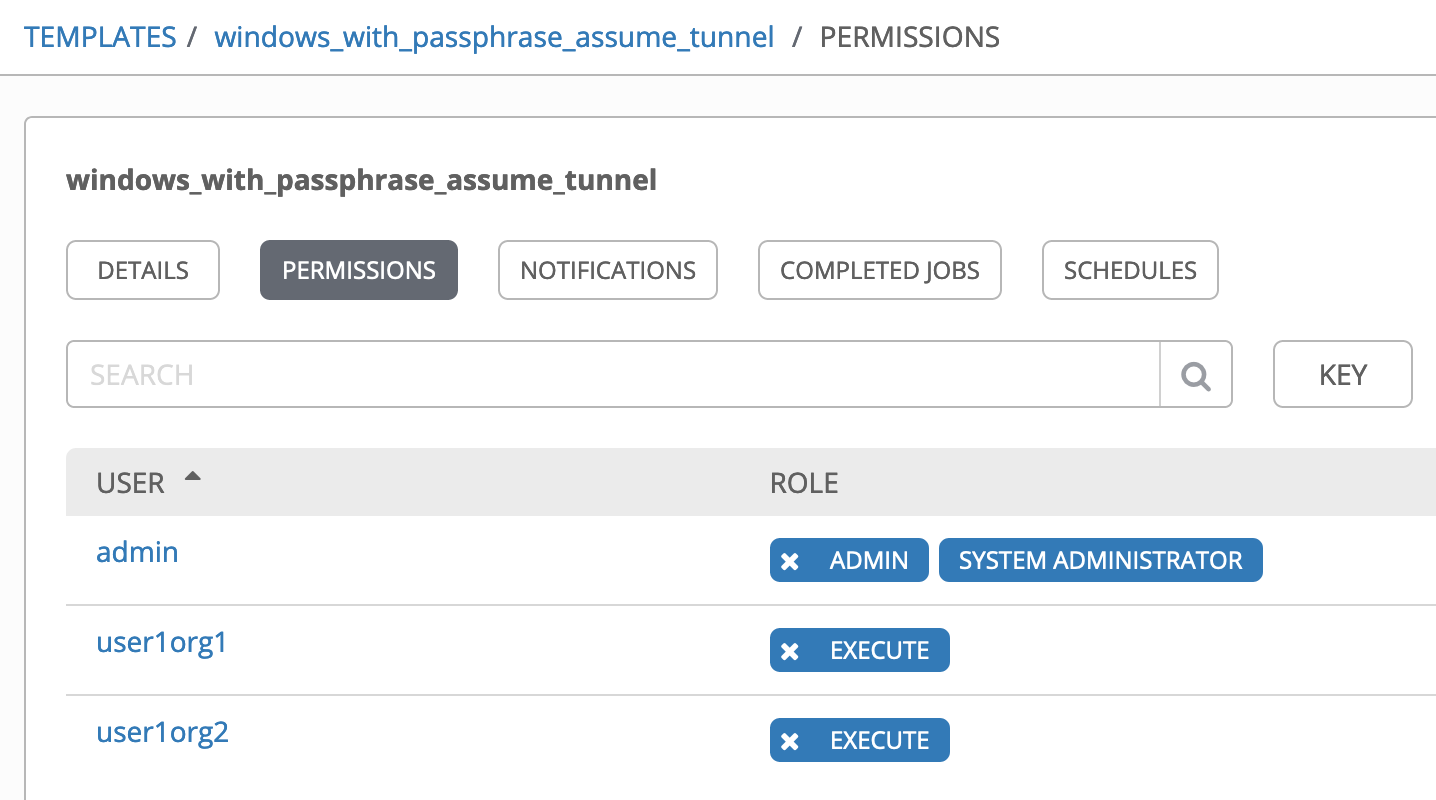 TEMPLATES / windows_with_passphrase_assume_tunnel / PERMISSIONS
windows_with_passphrase_assume_tunnel
DETAILS PERMISSIONS NOTIFICATIONS COMPLETED JOBS SCHEDULES
SEARCH KEY
USER ROLE
admin ADMIN SYSTEM ADMINISTRATOR
user1org1 EXECUTE
user1org2 EXECUTE